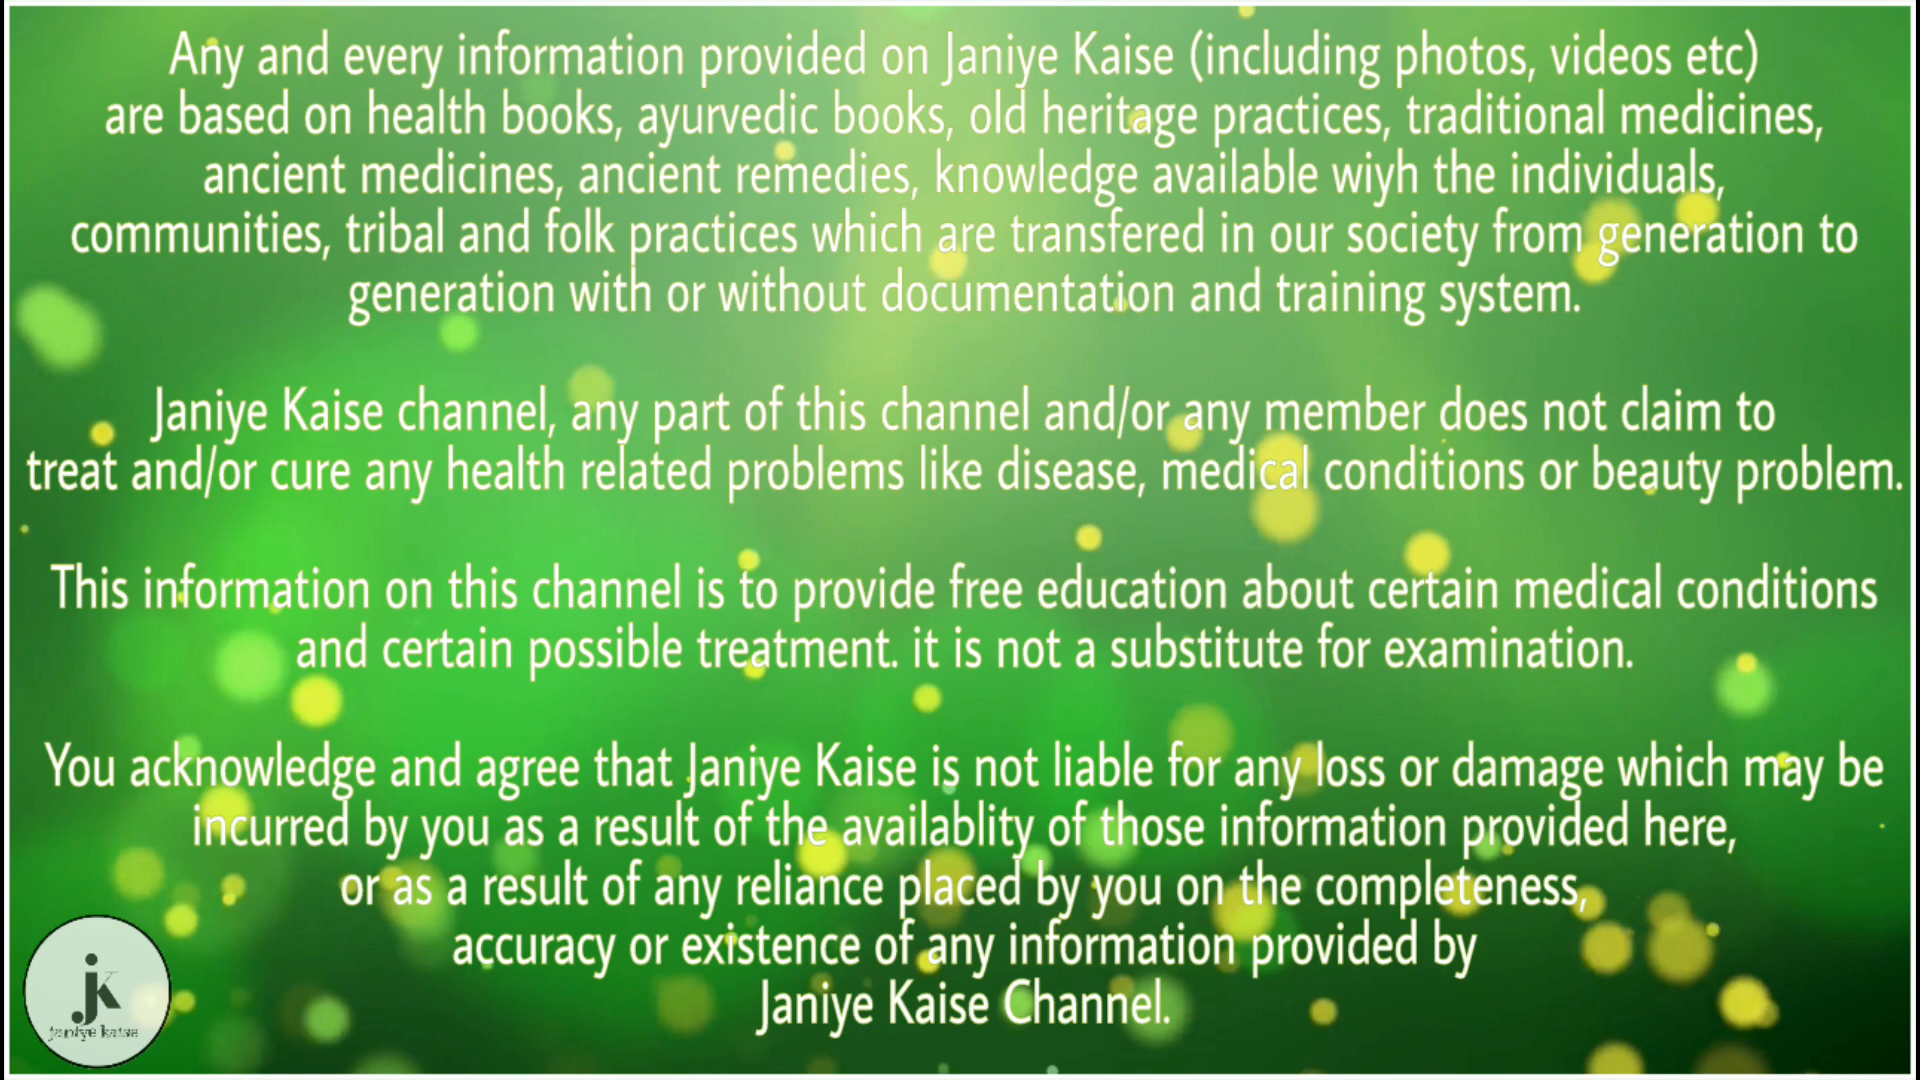 Any and every information provided on Janiye Kaise (including photos, videos etc)
are based on health books, ayurvedic books, old heritage practices, traditional medicines,
ancient medicines, ancient remedies, knowledge available wiyh the individuals,
communities, tribal and folk practices which are transfered in our society from generation to
generation with or without documentation and training system.
Janiye Kaise channel, any part of this channel and/or any member does not claim to
treat and/or cure any health related problems like disease, medical conditions or beauty problem.
This information on this channel is to provide free education about certain medical conditions
and certain possible treatment. it is not a substitute for examination.
You acknowledge and agree that Janiye Kaise is not liable for any loss or damage which may be
incurred by you as a result of the availablity of those information provided here,
or as a result of any reliance placed by you on the completeness,
accuracy or existence of any information provided by
Janiye Kaise Channel.
jk
janiye kaise